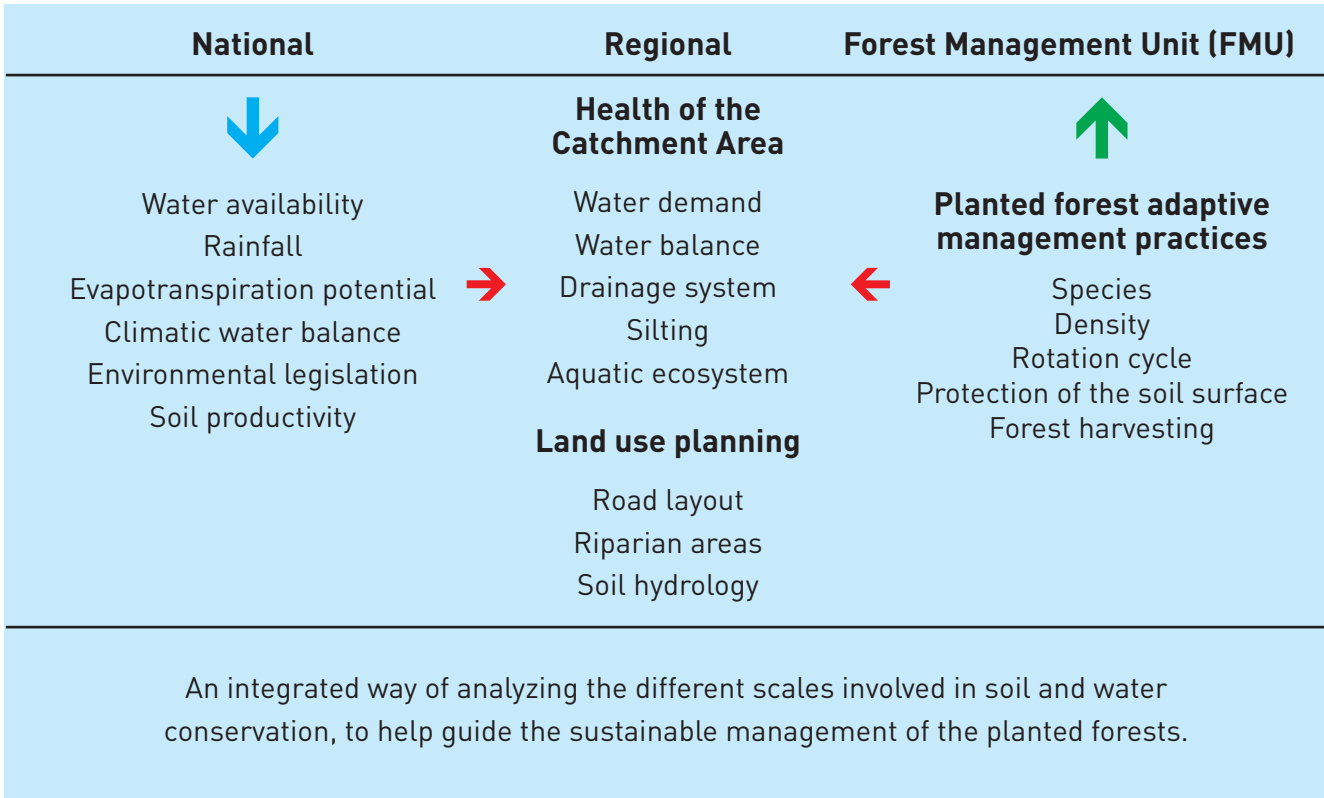 National
Regional
Forest Management Unit (FMU)
Water availability
Rainfall
Evapotranspiration potential
Climatic water balance
Environmental legislation
Soil productivity
Health of the
Catchment Area
Water demand
Water balance
Drainage system
Silting
Aquatic ecosystem
Land use planning
Road layout
Riparian areas
Soil hydrology
Planted forest adaptive
management practices
Species
Density
Rotation cycle
Protection of the soil surface
Forest harvesting
An integrated way of analyzing the different scales involved in soil and water
conservation, to help guide the sustainable management of the planted forests.